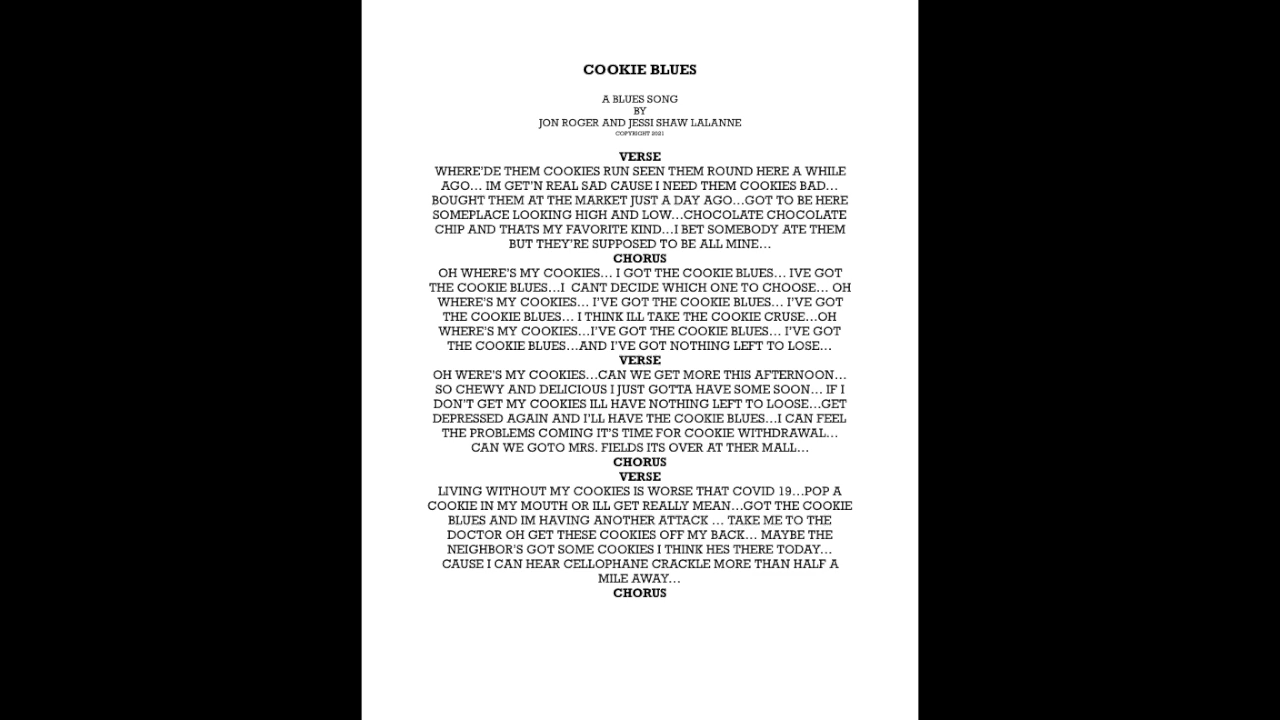 COOKIE BLUES
A BLUES SONG
BY
JON ROGER AND JESSI SHAW LALANNE
COPYRIGHT 2021
VERSE
WHERE'DE THEM COOKIES RUN SEEN THEM ROUND HERE A WHILE
AGO... IM GET'N REAL SAD CAUSE I NEED THEM COOKIES BAD...
BOUGHT THEM AT THE MARKET JUST A DAY AGO...GOT TO BE HERE
SOMEPLACE LOOKING HIGH AND LOW...CHOCOLATE CHOCOLATE
CHIP AND THATS MY FAVORITE KIND...I BET SOMEBODY ATE THEM
BUT THEY'RE SUPPOSED TO BE ALL MINE...
CHORUS
OH WHERE'S MY COOKIES... I GOT THE COOKIE BLUES... IVE GOT
THE COOKIE BLUES...I  CANT DECIDE WHICH ONE TO CHOOSE... OH
WHERE'S MY COOKIES... I'VE GOT THE COOKIE BLUES... I'VE GOT
THE COOKIE BLUES... I THINK ILL TAKE THE COOKIE CRUSE...OH
WHERE'S MY COOKIES...I'VE GOT THE COOKIE BLUES... I'VE GOT
THE COOKIE BLUES...AND I'VE GOT NOTHING LEFT TO LOSE...
VERSE
OH WERE'S MY COOKIES...CAN WE GET MORE THIS AFTERNOON...
SO CHEWY AND DELICIOUS I JUST GOTTA HAVE SOME SOON... IF I
DON'T GET MY COOKIES ILL HAVE NOTHING LEFT TO LOOSE...GET
DEPRESSED AGAIN AND I'LL HAVE THE COOKIE BLUES...I CAN FEEL
THE PROBLEMS COMING IT'S TIME FOR COOKIE WITHDRAWAL...
CAN WE GOTO MRS. FIELDS ITS OVER AT THER MALL...
CHORUS
VERSE
LIVING WITHOUT MY COOKIES IS WORSE THAT COVID 19...POP A
COOKIE IN MY MOUTH OR ILL GET REALLY MEAN...GOT THE COOKIE
BLUES AND IM HAVING ANOTHER ATTACK ... TAKE ME TO THE
DOCTOR OH GET THESE COOKIES OFF MY BACK... MAYBE THE
NEIGHBOR'S GOT SOME COOKIES I THINK HES THERE TODAY...
CAUSE I CAN HEAR CELLOPHANE CRACKLE MORE THAN HALF A
MILE AWAY...
CHORUS